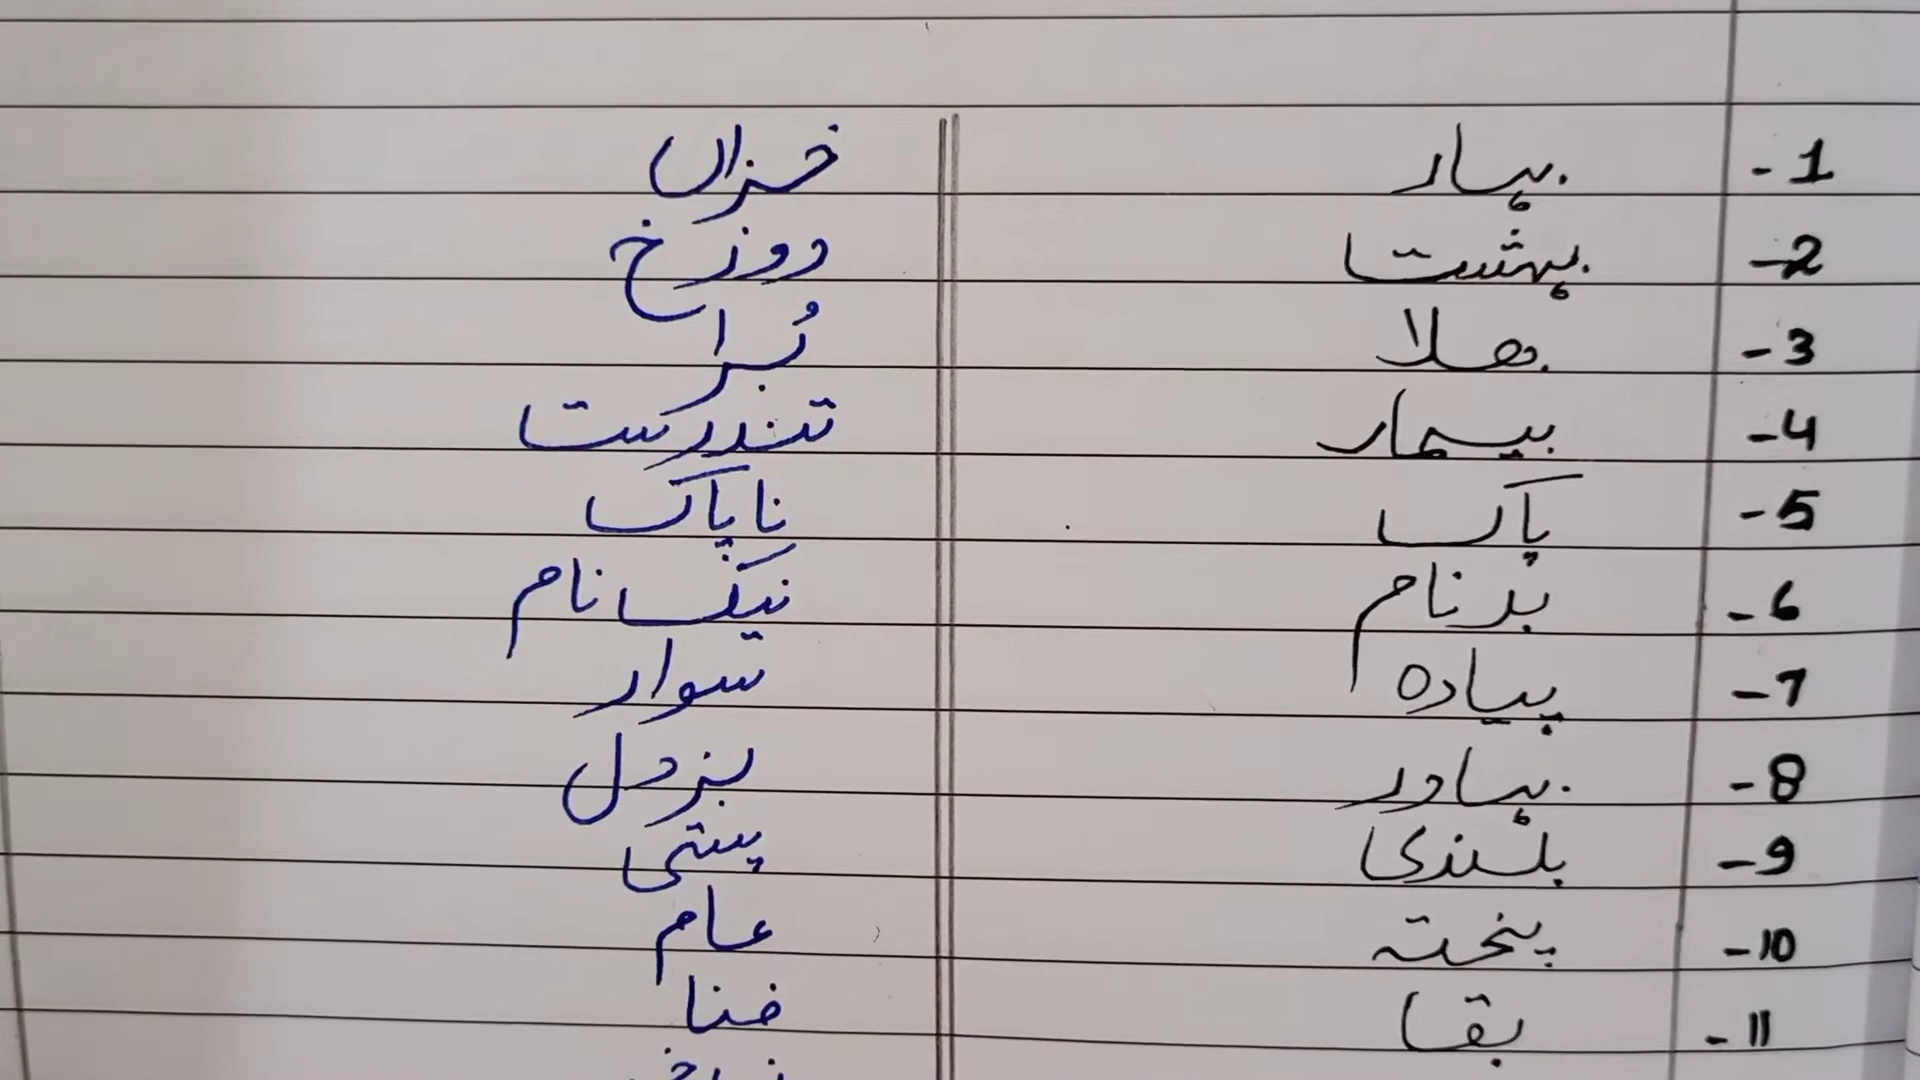 1- بہار خزاں
2- بہشت دوزخ
3- بھلا بُرا
4- بیمار تندرست
5- پاک ناپاک
6- بدنام نیک نام
7- پیادہ سوار
8- بہادر بزدل
9- بلندی پستی
10- پختہ عام
11- بقا فنا